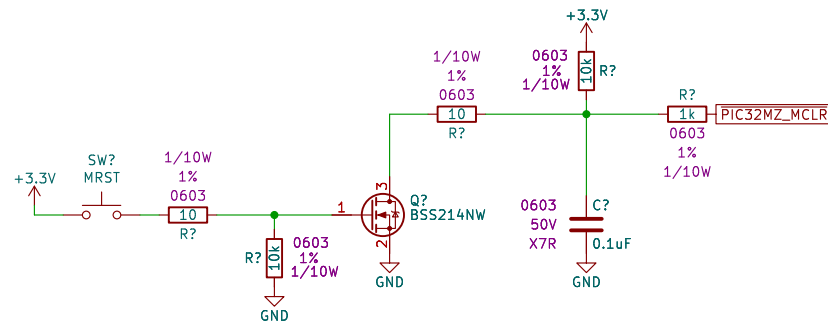 +3.3V
1/10W
1%
0603
10
R?
0603
1%
1/10W
10k
R?
R?
1k
0603
1%
1/10W
PIC32MZ_MCLR
+3.3V
SW?
MRST
1/10W
1%
0603
10
R?
R?
10k
0603
1%
1/10W
GND
1
3
2
Q?
BSS214NW
GND
0603
50V
X7R
C?
0.1uF
GND